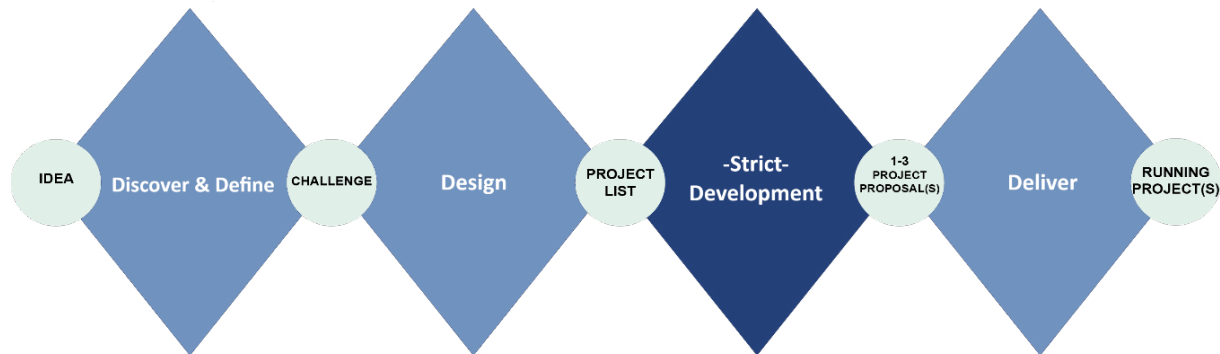 IDEA
Discover & Define
CHALLENGE
Design
PROJECT
LIST
-Strict-
Development
1-3
PROJECT
PROPOSAL(S)
Deliver
RUNNING
PROJECT(S)